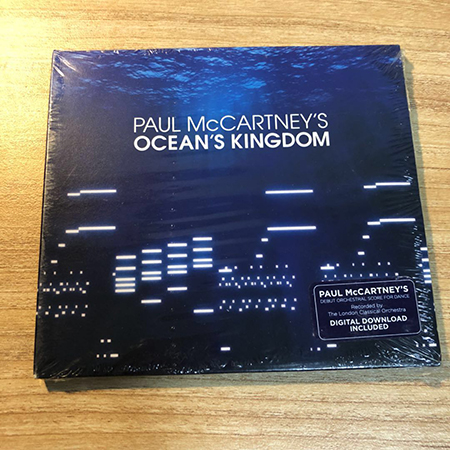 PAUL McCARTNEY'S
OCEAN'S KINGDOM
PAUL McCARTNEY'S
DEBUT ORCHESTRAL SCORE FOR DANCE
Recorded by
The London Classical Orchestra
DIGITAL DOWNLOAD
INCLUDED